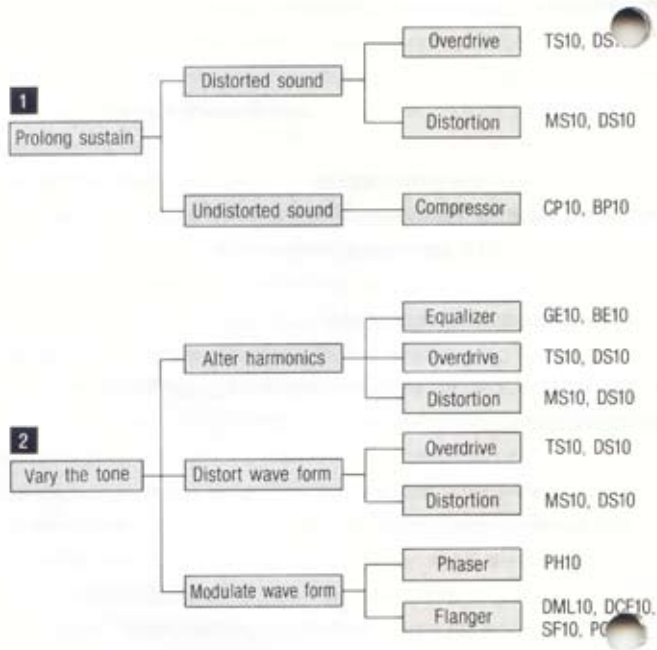 Overdrive TS10,
Distorted sound
1
Prolong sustain
Distortion MS10, DS10
Undistorted sound Compressor CP10, BP10
Equalizer GE10, BE10
Alter harmonics Overdrive TS10, DS10
Distortion MS10, DS10
2
Vary the tone
Overdrive TS10, DS10
Distort wave form
Distortion MS10, DS10
Phaser PH10
Modulate wave form
Flanger DML10, DCF10,
SF10,